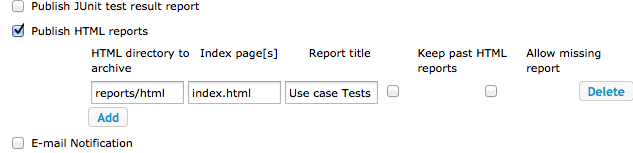 Publish JUnit test result report
Publish HTML reports
HTML directory to archive Index page[s] Report title Keep past HTML reports Allow missing report
reports/html index.html Use case Tests Delete
Add
E-mail Notification